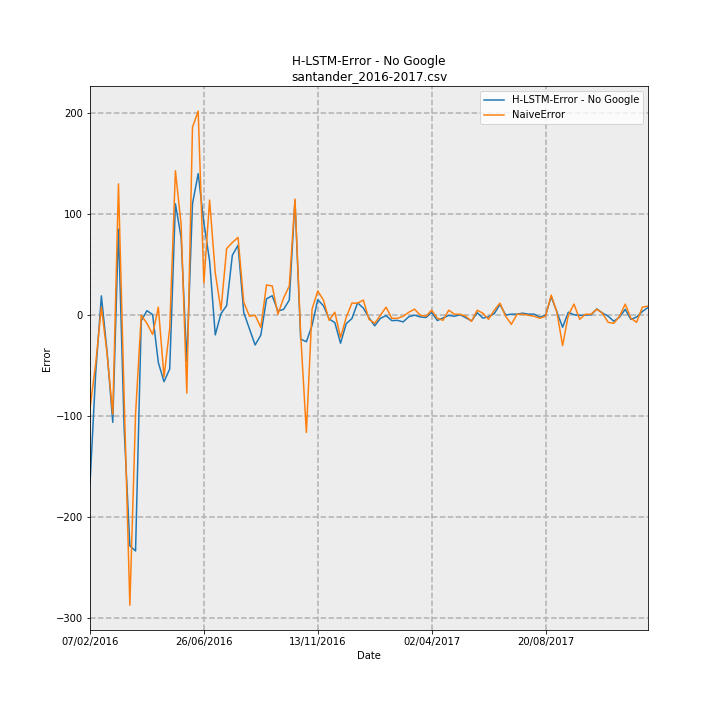 H-LSTM-Error - No Google
santander_2016-2017.csv
H-LSTM-Error - No Google
NaiveError
200
100
0
−100
−200
−300
Error
07/02/2016
26/06/2016
13/11/2016
02/04/2017
20/08/2017
Date